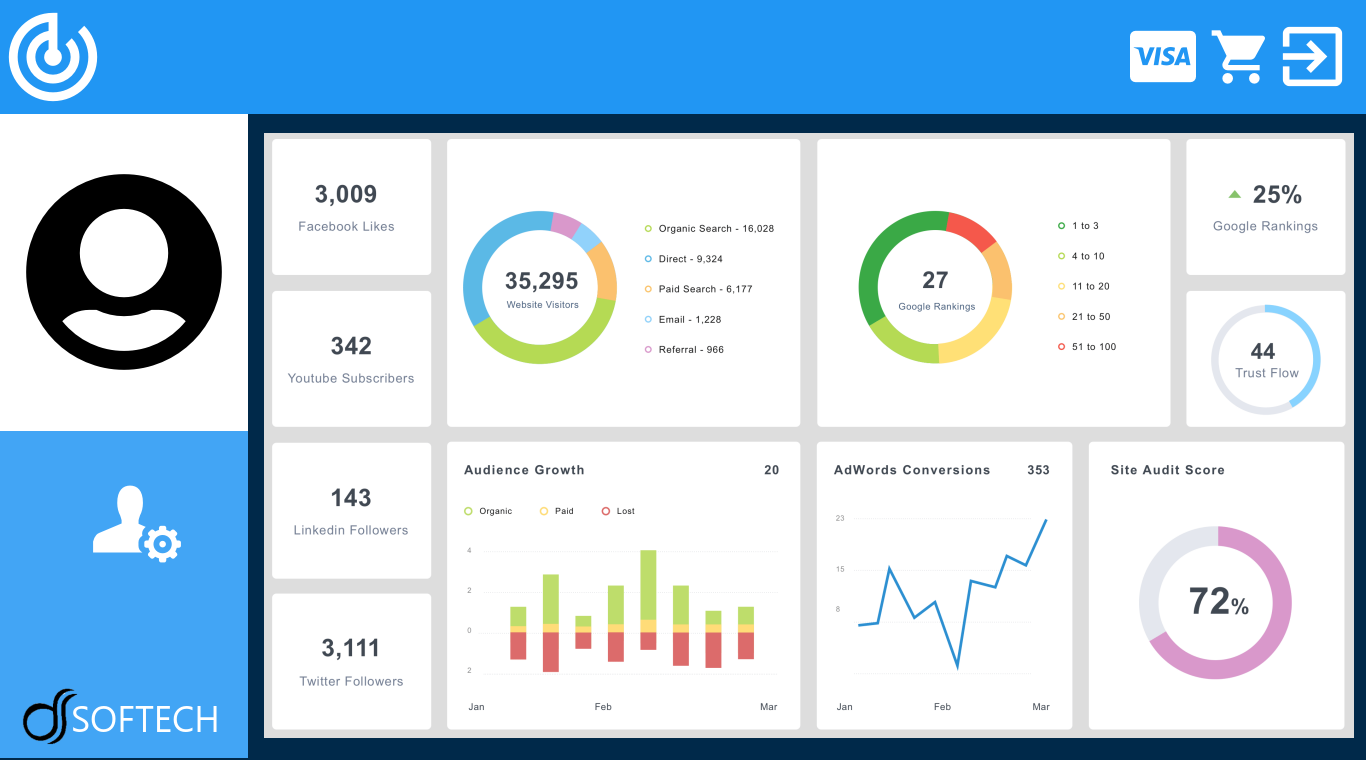 VISA
3,009
Facebook Likes
342
Youtube Subscribers
143
Linkedin Followers
3,111
Twitter Followers
35,295
Website Visitors
Organic Search - 16,028
Direct - 9,324
Paid Search - 6,177
Email - 1,228
Referral - 966
27
Google Rankings
1 to 3
4 to 10
11 to 20
21 to 50
51 to 100
25%
Google Rankings
44
Trust Flow
Audience Growth 20
Organic Paid Lost
4
2
0
2
Jan Feb Mar
AdWords Conversions 353
23
15
8
Jan Feb Mar
Site Audit Score
72%
SOFTECH